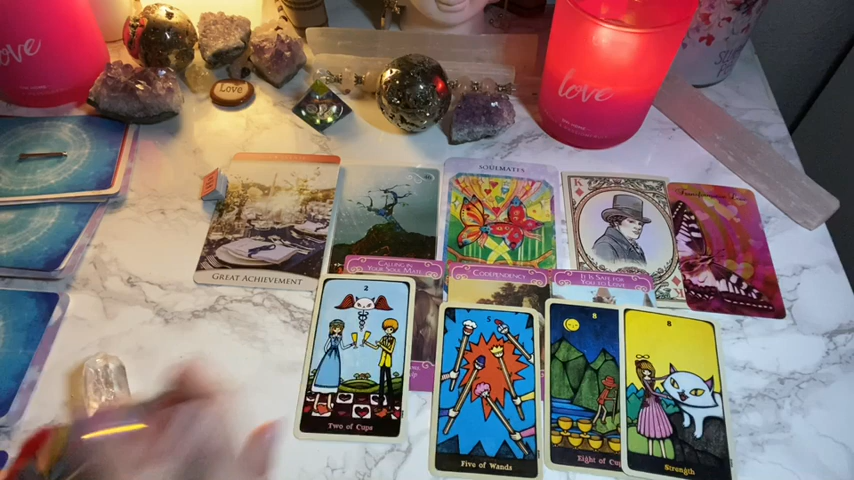 love
Love
love
SOULMATES
GREAT ACHIEVEMENT
CALLING IN
YOUR SOUL MATE
CODEPENDENCY
IT IS SAFE FOR
YOU TO LOVE
K
2
Two of Cups
5
Five of Wands
8
Eight of Cu
8
Strength